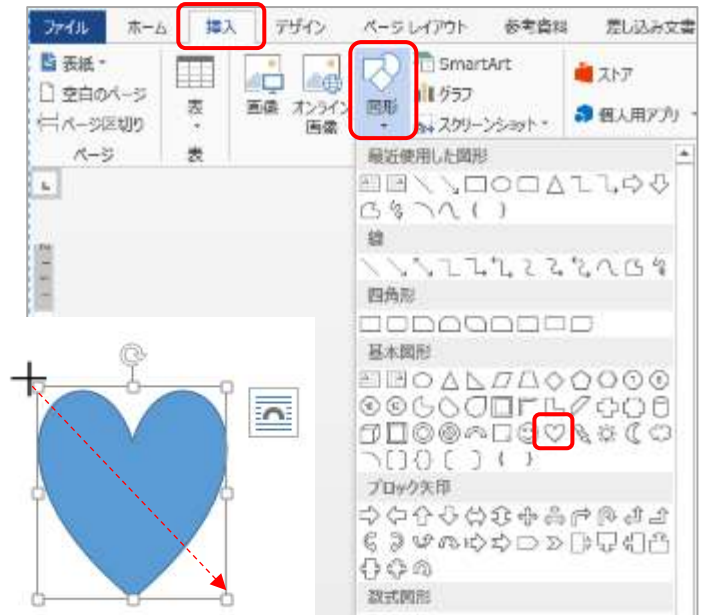 ファイル ホーム 挿入 デザイン ページ レイアウト 参考資料 差し込み文書
表紙
空白のページ
ページ区切り
ページ
表
表
画像
オンライン
画像
図形
SmartArt
グラフ
スクリーンショット
ストア
個人用アプリ
最近使用した図形
線
四角形
基本図形
ブロック矢印
数式図形